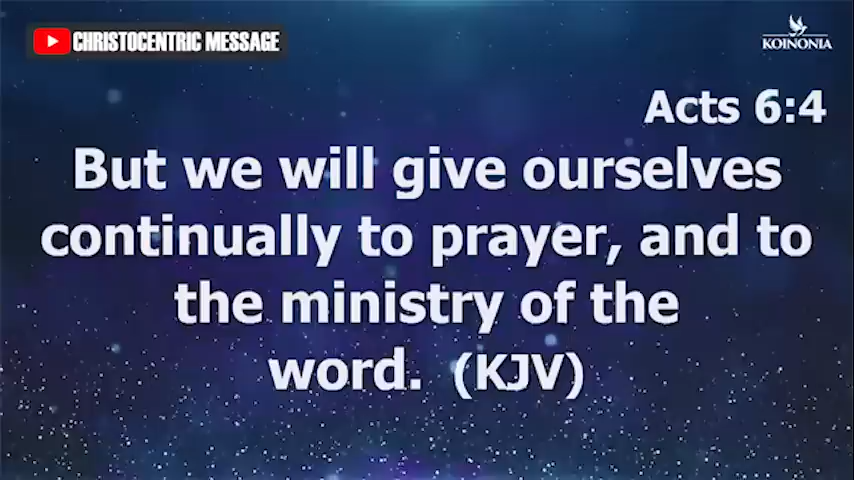 CHRISTOCENTRIC MESSAGE
KOINONIA
Acts 6:4
But we will give ourselves
continually to prayer, and to
the ministry of the
word. (KJV)